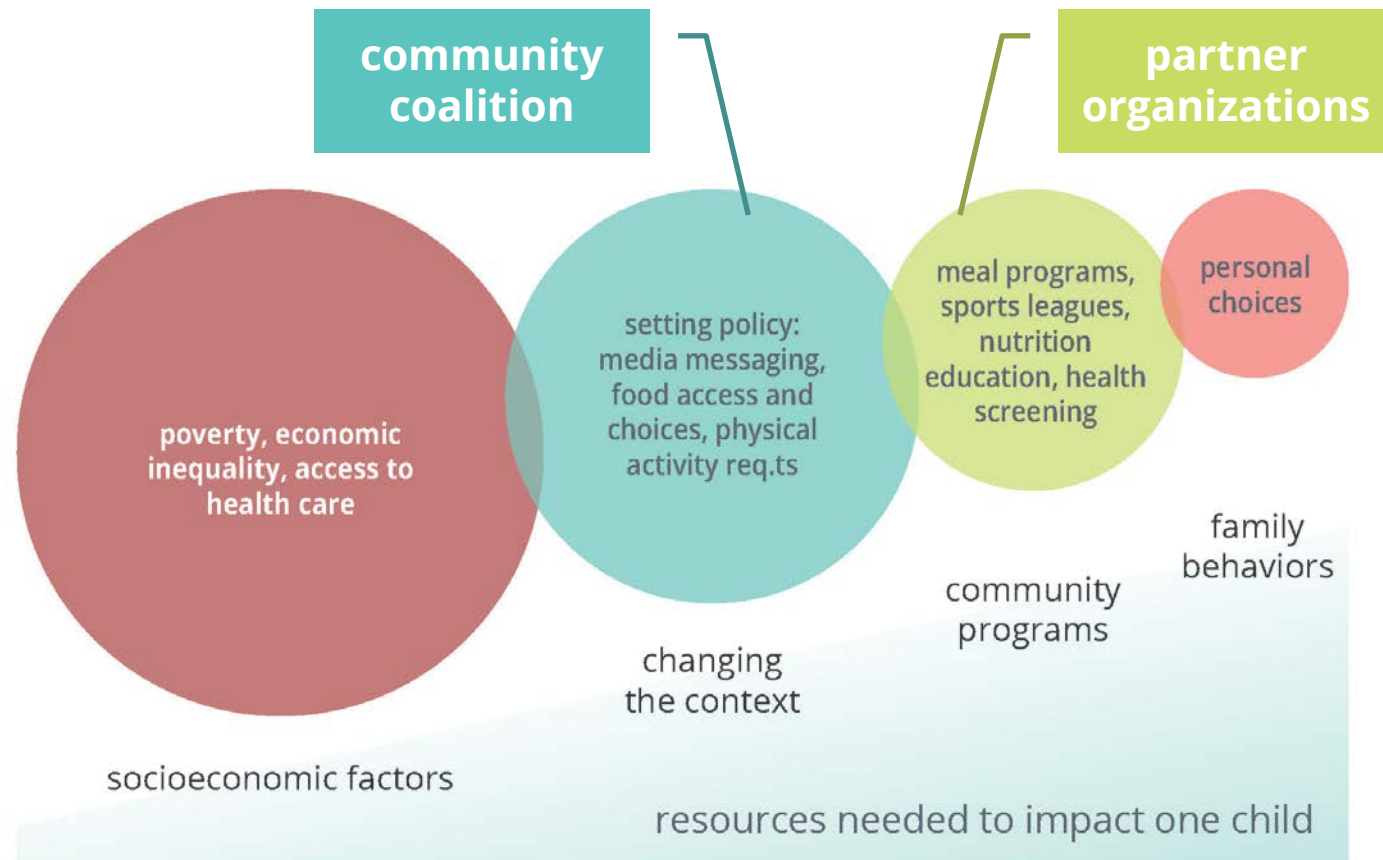 community
coalition
partner
organizations
poverty, economic
inequality, access to
health care
setting policy:
media messaging,
food access and
choices, physical
activity req.ts
meal programs,
sports leagues,
nutrition
education, health
screening
personal
choices
socioeconomic factors
changing
the context
community
programs
family
behaviors
resources needed to impact one child